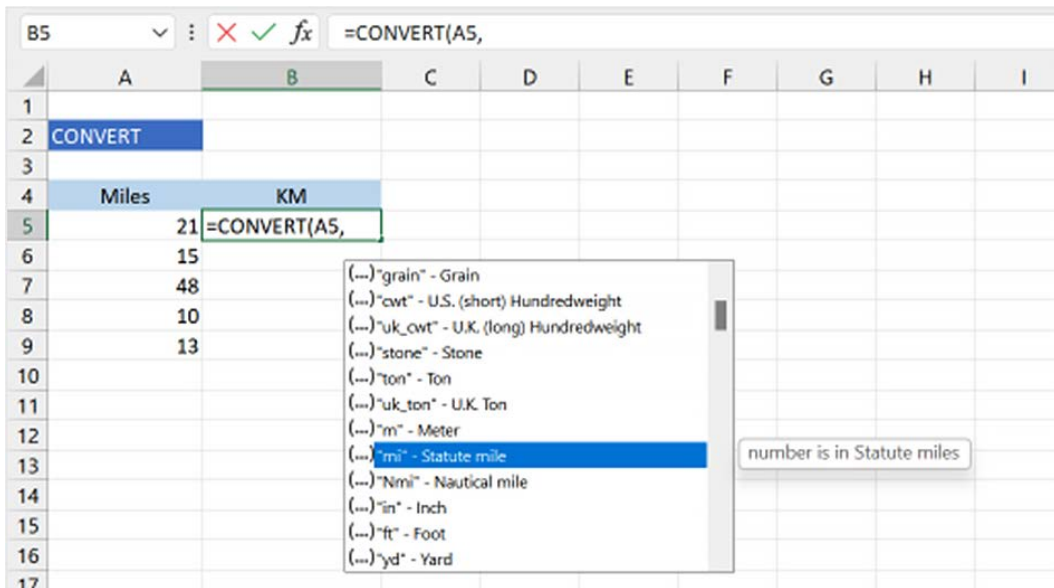 B5 fx =CONVERT(A5,
A B C D E F G H I
1
2 CONVERT
3
4 Miles KM
5 21 =CONVERT(A5,
6 15
7 48
8 10
9 13
10
11
12
13
14
15
16
17
(...)"grain" - Grain
(...)"cwt" - U.S. (short) Hundredweight
(...)"uk_cwt" - U.K. (long) Hundredweight
(...)"stone" - Stone
(...)"ton" - Ton
(...)"uk_ton" - U.K. Ton
(...)"m" - Meter
(...)"mi" - Statute mile
(...)"Nmi" - Nautical mile
(...)"in" - Inch
(...)"ft" - Foot
(...)"yd" - Yard
number is in Statute miles